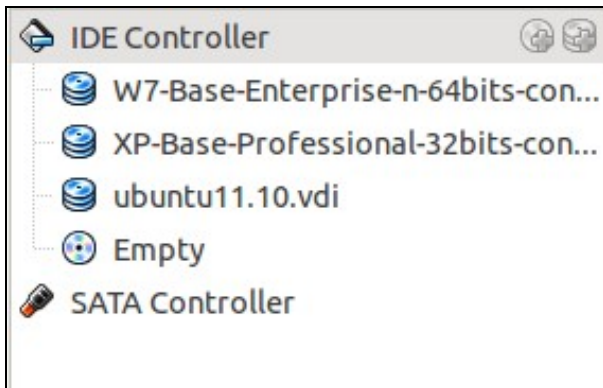 IDE Controller
W7-Base-Enterprise-n-64bits-con...
XP-Base-Professional-32bits-con...
ubuntu11.10.vdi
Empty
SATA Controller